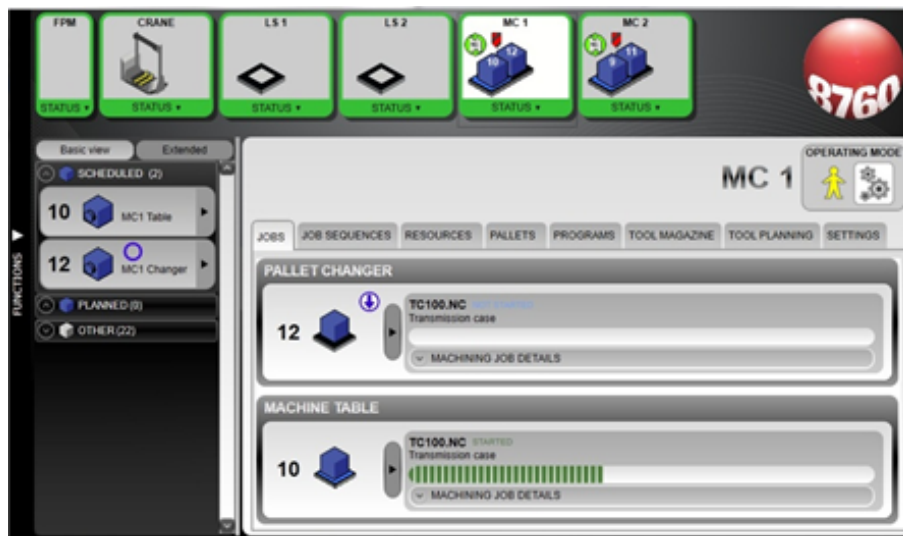 FPM
CRANE
LS 1
LS 2
MC 1
MC 2
10
12
9
11
STATUS
STATUS
STATUS
STATUS
STATUS
STATUS
8760
Basic view
Extended
SCHEDULED (2)
10
MC1 Table
12
MC1 Changer
PLANNED (0)
OTHER (22)
FUNCTIONS
MC 1
OPERATING MODE
JOBS
JOB SEQUENCES
RESOURCES
PALLETS
PROGRAMS
TOOL MAGAZINE
TOOL PLANNING
SETTINGS
PALLET CHANGER
12
TC100.NC NOT STARTED
Transmission case
MACHINING JOB DETAILS
MACHINE TABLE
10
TC100.NC STARTED
Transmission case
MACHINING JOB DETAILS